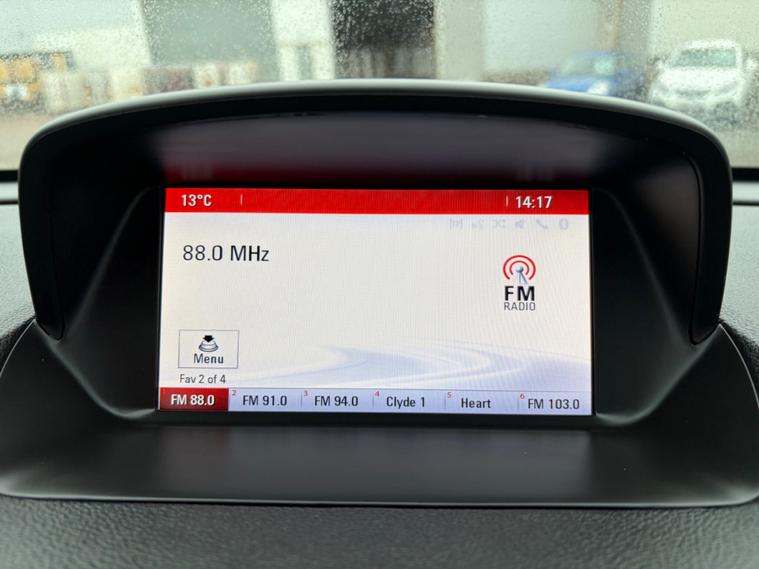 13°C 14:17
88.0 MHz
FM
RADIO
Menu
Fav 2 of 4
1 FM 88.0 2 FM 91.0 3 FM 94.0 4 Clyde 1 5 Heart 6 FM 103.0